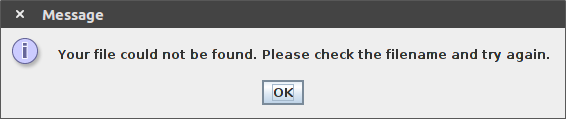 Message
Your file could not be found. Please check the filename and try again.
OK